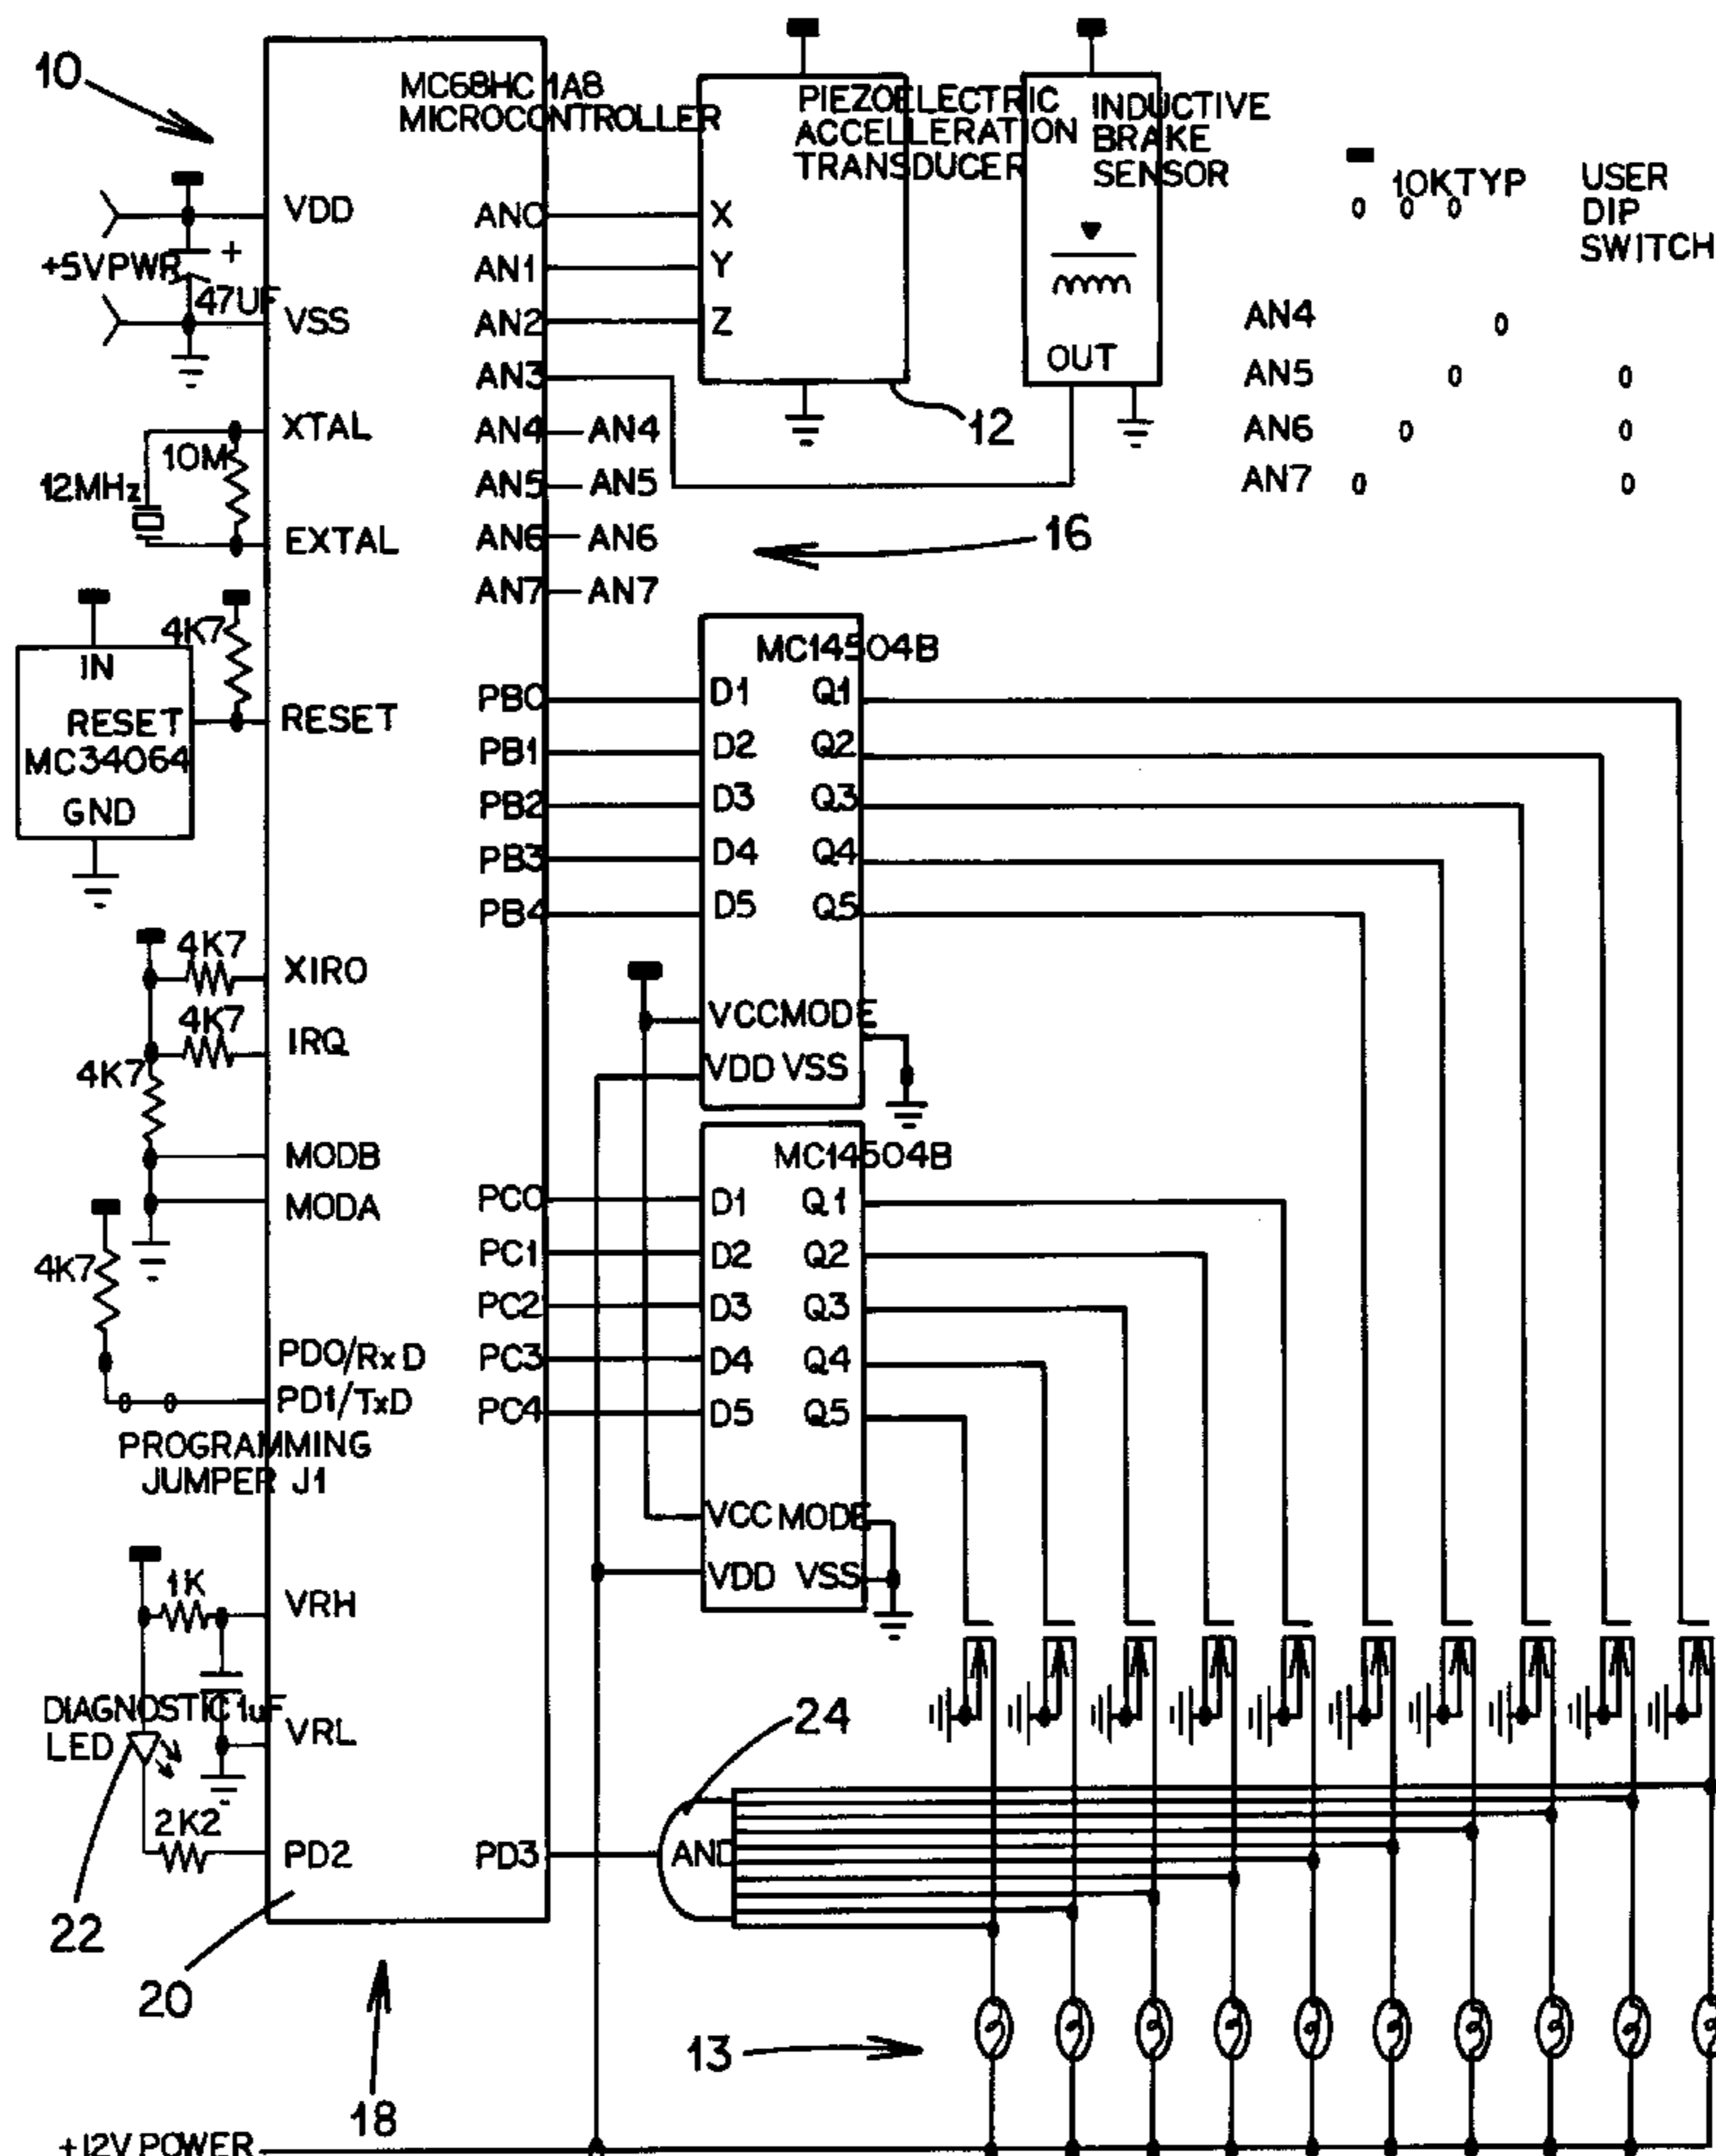 10
MC68HC 1A8
MICROCONTROLLER
PIEZOELECTRIC
ACCELLERATION
TRANSDUCER
INDUCTIVE
BRAKE
SENSOR
10KTYP
USER
DIP
SWITCH
VDD
+5VPWR
+
47UF
VSS
AN0
AN1
AN2
AN3
X
Y
Z
OUT
12
AN4
AN5
AN6
AN7
XTAL
10M
12MHz
EXTAL
AN4 AN4
AN5 AN5
AN6 AN6
AN7 AN7
16
4K7
IN
RESET
MC34064
GND
RESET
MC14504B
PB0 D1 Q1
PB1 D2 Q2
PB2 D3 Q3
PB3 D4 Q4
PB4 D5 Q5
VCC MODE
VDD VSS
4K7 XIRO
4K7 IRQ
4K7
MODB
MODA
4K7
PD0/RxD
PD1/TxD
PROGRAMMING
JUMPER J1
MC14504B
PC0 D1 Q1
PC1 D2 Q2
PC2 D3 Q3
PC3 D4 Q4
PC4 D5 Q5
VCC MODE
VDD VSS
1K VRH
DIAGNOSTIC 1uF
LED
VRL
2K2 PD2
PD3
AND
24
22
20
18
13
+12V POWER